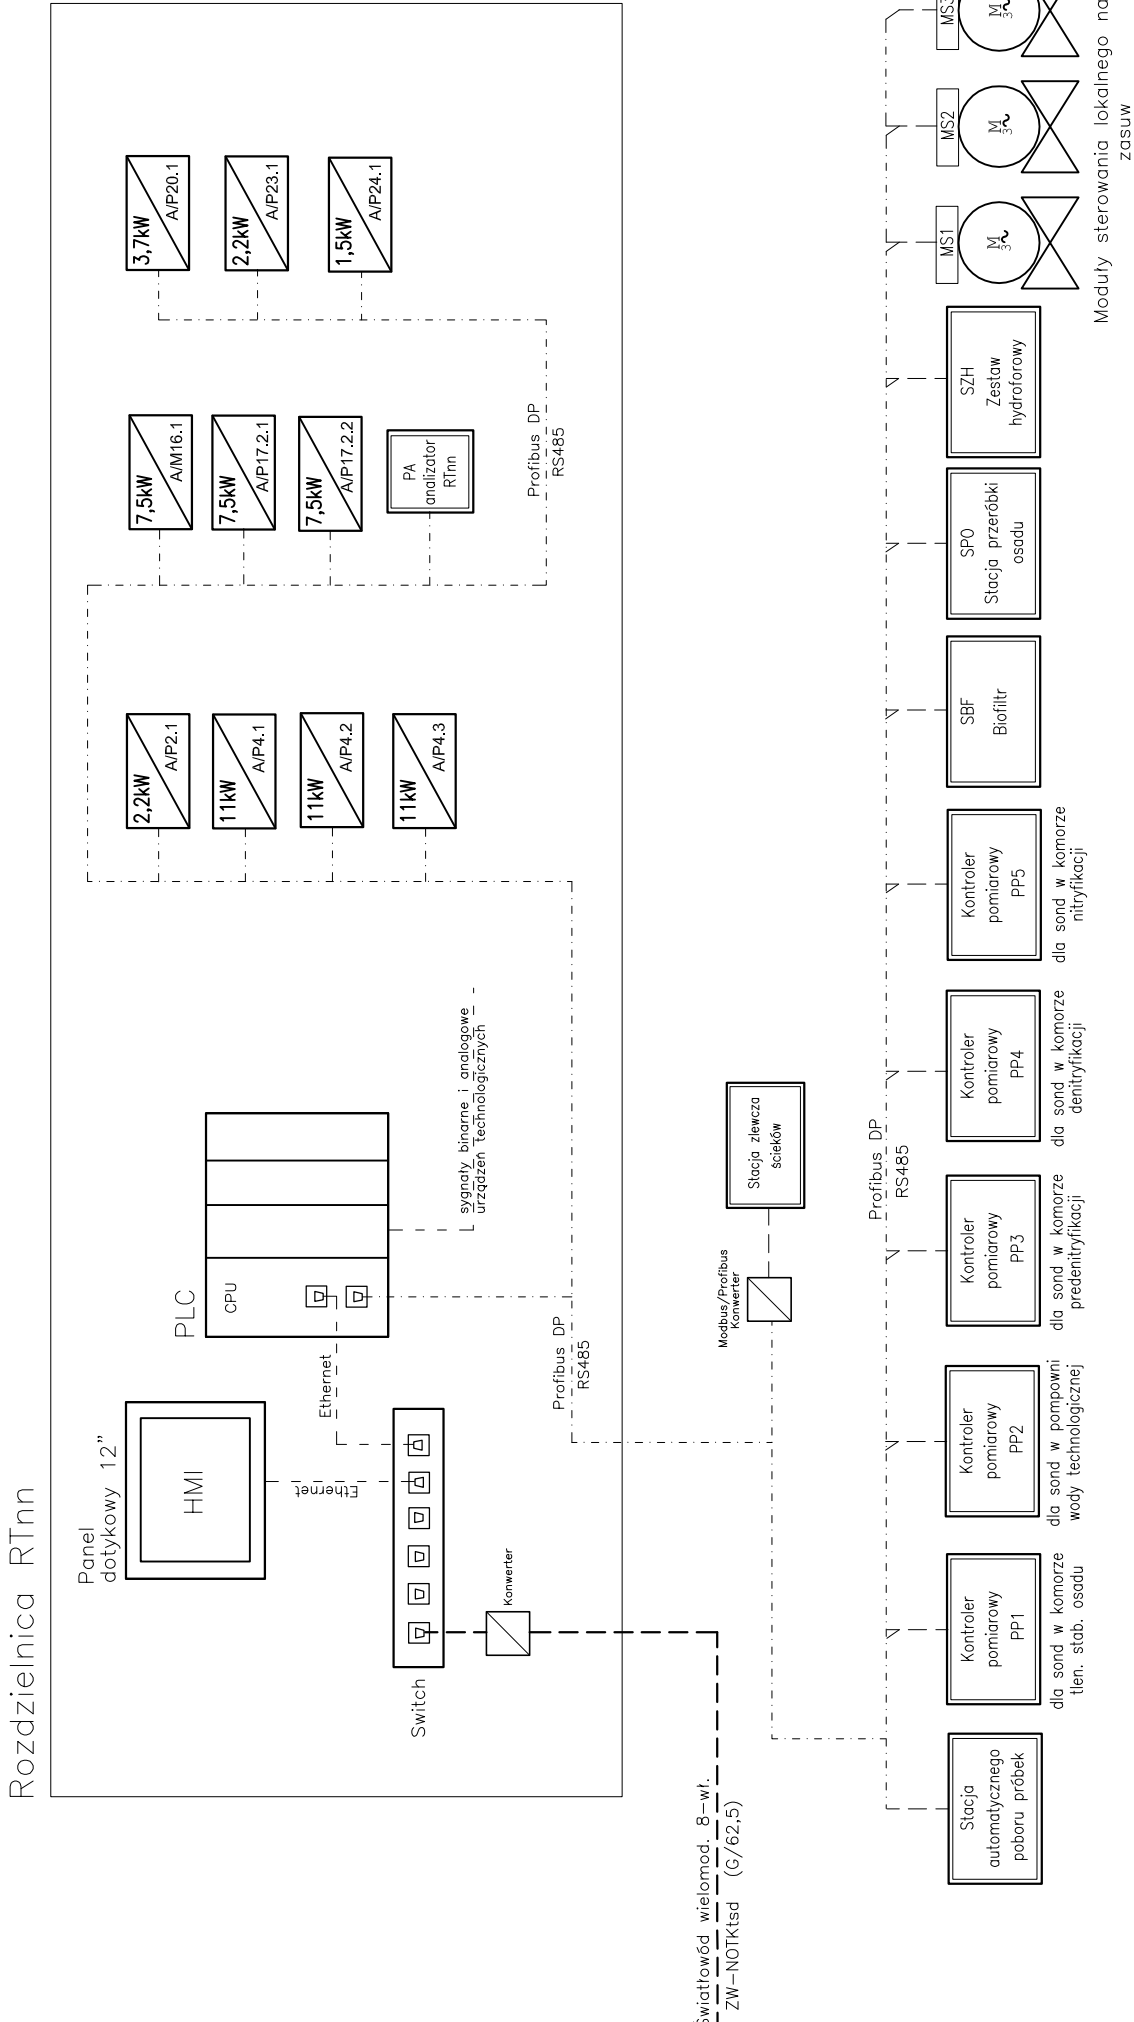 Rozdzielnica RTnn
Panel
dotykowy 12"
HMI
PLC
CPU
Ethernet
Ethernet
Switch
Konwerter
sygnały binarne i analogowe
urządzeń technologicznych
2,2kW
A/P2.1
11kW
A/P4.1
11kW
A/P4.2
11kW
A/P4.3
7,5kW
A/M16.1
7,5kW
A/P17.2.1
7,5kW
A/P17.2.2
PA
analizator
RTnn
3,7kW
A/P20.1
2,2kW
A/P23.1
1,5kW
A/P24.1
Profibus DP
RS485
Profibus DP
RS485
Światłowód wielomod. 8-wł.
ZW-NOTKtsd (G/62,5)
Modbus/Profibus
Konwerter
Stacja zlewcza
ścieków
Profibus DP
RS485
Stacja
automatycznego
poboru próbek
Kontroler
pomiarowy
PP1
dla sond w komorze
tlen. stab. osadu
Kontroler
pomiarowy
PP2
dla sond w pompowni
wody technologicznej
Kontroler
pomiarowy
PP3
dla sond w komorze
predenitryfikacji
Kontroler
pomiarowy
PP4
dla sond w komorze
denitryfikacji
Kontroler
pomiarowy
PP5
dla sond w komorze
nitryfikacji
SBF
Biofiltr
SPO
Stacja przeróbki
osadu
SZH
Zestaw
hydroforowy
MS1
M
3~
MS2
M
3~
MS3
M
3~
Moduły sterowania lokalnego na
zasuw